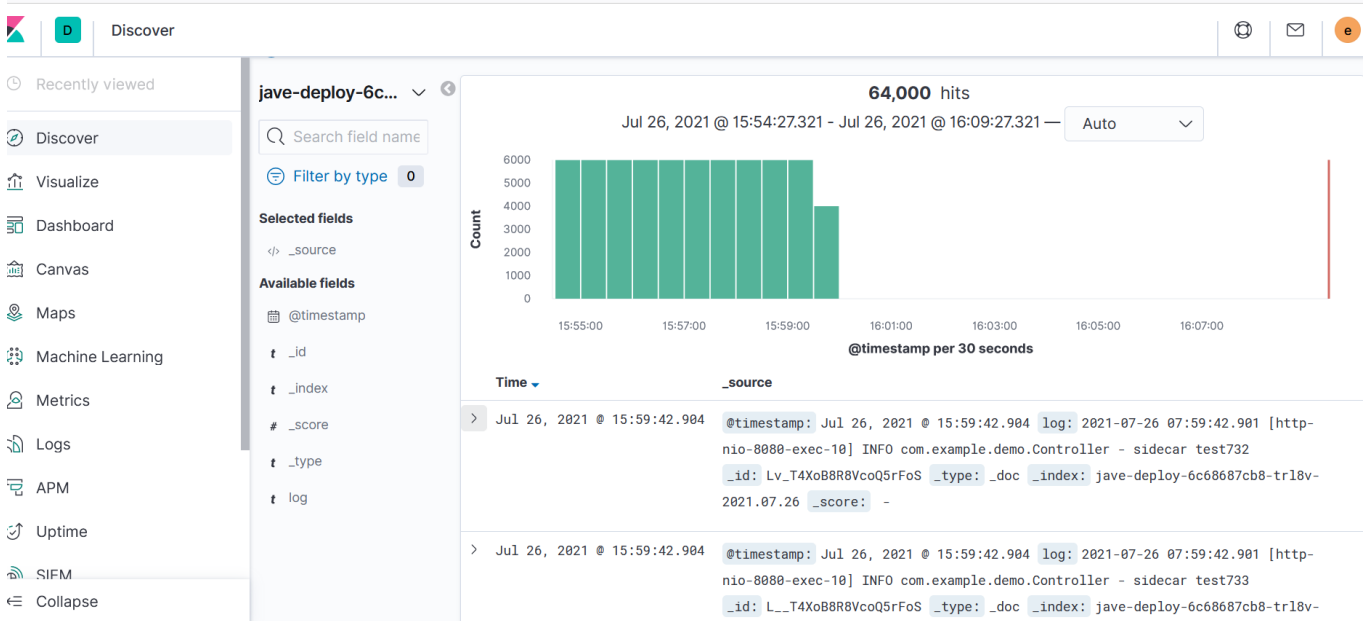 D Discover e
Recently viewed
Discover
Visualize
Dashboard
Canvas
Maps
Machine Learning
Metrics
Logs
APM
Uptime
SIEM
Collapse
jave-deploy-6c...
Search field name
Filter by type 0
Selected fields
</> _source
Available fields
@timestamp
t _id
t _index
# _score
t _type
t log
64,000 hits
Jul 26, 2021 @ 15:54:27.321 - Jul 26, 2021 @ 16:09:27.321 — Auto
Count
6000
5000
4000
3000
2000
1000
0
15:55:00 15:57:00 15:59:00 16:01:00 16:03:00 16:05:00 16:07:00
@timestamp per 30 seconds
Time _source
Jul 26, 2021 @ 15:59:42.904 @timestamp: Jul 26, 2021 @ 15:59:42.904 log: 2021-07-26 07:59:42.901 [http-
nio-8080-exec-10] INFO com.example.demo.Controller - sidecar test732
_id: Lv_T4XoB8R8VcoQ5rFoS _type: _doc _index: jave-deploy-6c68687cb8-trl8v-
2021.07.26 _score: -
Jul 26, 2021 @ 15:59:42.904 @timestamp: Jul 26, 2021 @ 15:59:42.904 log: 2021-07-26 07:59:42.901 [http-
nio-8080-exec-10] INFO com.example.demo.Controller - sidecar test733
_id: L__T4XoB8R8VcoQ5rFoS _type: _doc _index: jave-deploy-6c68687cb8-trl8v-